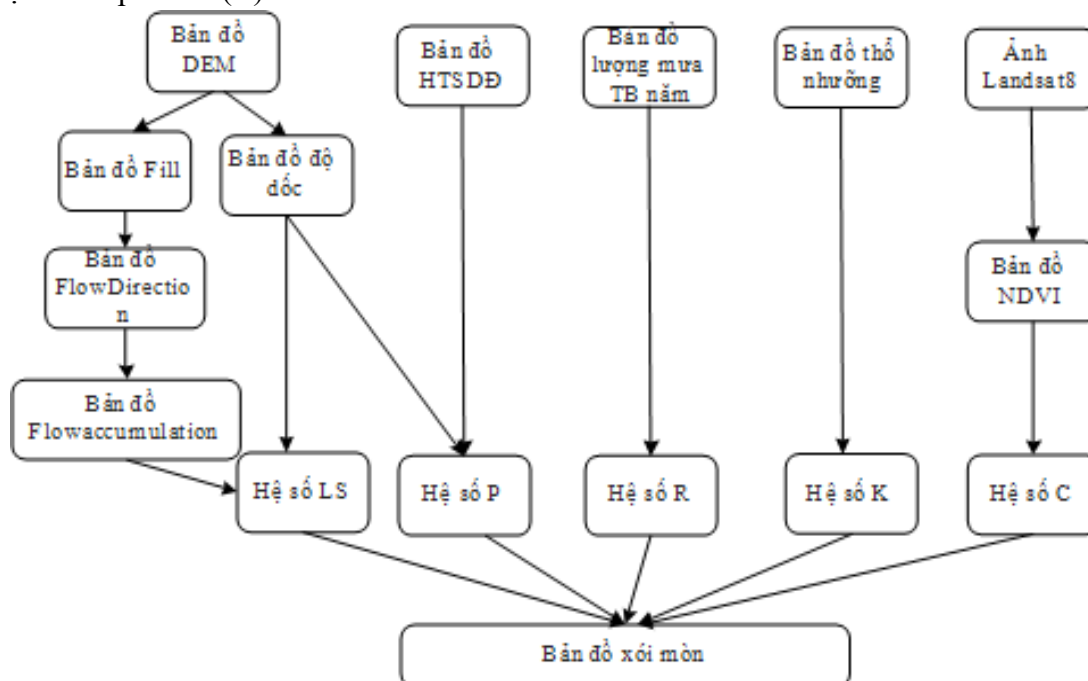 Bản đồ
DEM
Bản đồ
HTSDĐ
Bản đồ
lượng mưa
TB năm
Bản đồ thổ
nhưỡng
Ảnh
Landsat8
Bản đồ Fill
Bản đồ độ
dốc
Bản đồ
FlowDirectio
n
Bản đồ
NDVI
Bản đồ
Flowaccumulation
Hệ số LS
Hệ số P
Hệ số R
Hệ số K
Hệ số C
Bản đồ xói mòn